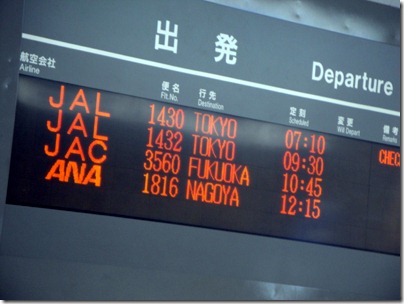 出発 Departure
航空会社 便名 行先 定刻 変更 備考
Airline Flt.No. Destination Scheduled Will Depart Remarks
JAL 1430 TOKYO 07:10 CHEC
JAL 1432 TOKYO 09:30
JAC 3560 FUKUOKA 10:45
ANA 1816 NAGOYA 12:15